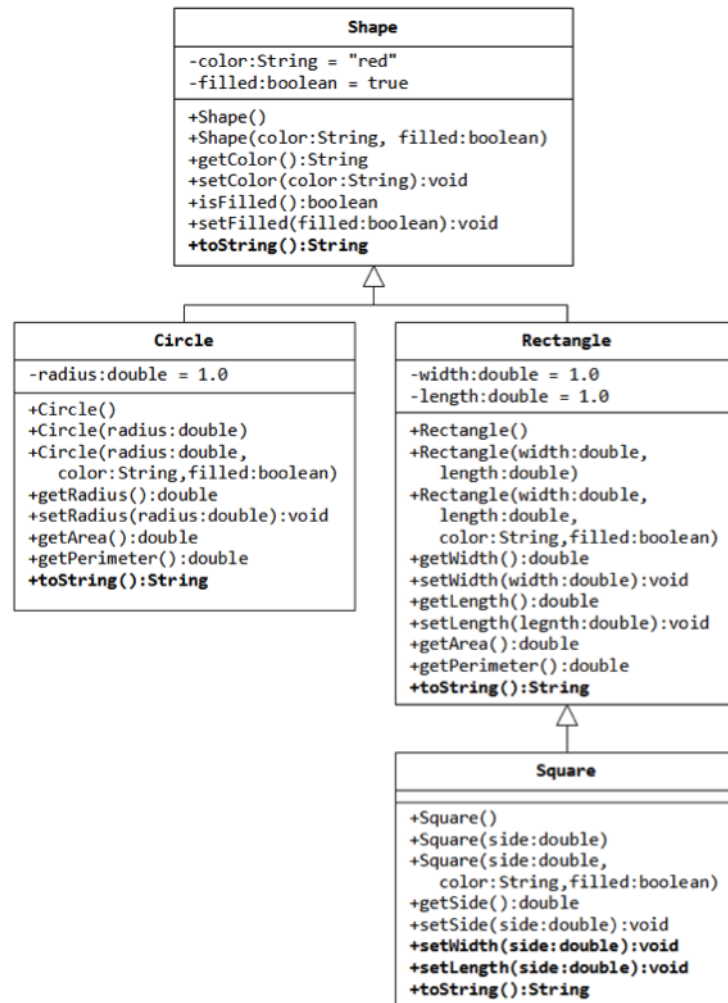 Shape
-color:String = "red"
-filled:boolean = true
+Shape()
+Shape(color:String, filled:boolean)
+getColor():String
+setColor(color:String):void
+isFilled():boolean
+setFilled(filled:boolean):void
+toString():String
Circle
-radius:double = 1.0
+Circle()
+Circle(radius:double)
+Circle(radius:double,
color:String,filled:boolean)
+getRadius():double
+setRadius(radius:double):void
+getArea():double
+getPerimeter():double
+toString():String
Rectangle
-width:double = 1.0
-length:double = 1.0
+Rectangle()
+Rectangle(width:double,
length:double)
+Rectangle(width:double,
length:double,
color:String,filled:boolean)
+getWidth():double
+setWidth(width:double):void
+getLength():double
+setLength(legnth:double):void
+getArea():double
+getPerimeter():double
+toString():String
Square
+Square()
+Square(side:double)
+Square(side:double,
color:String,filled:boolean)
+getSide():double
+setSide(side:double):void
+setWidth(side:double):void
+setLength(side:double):void
+toString():String